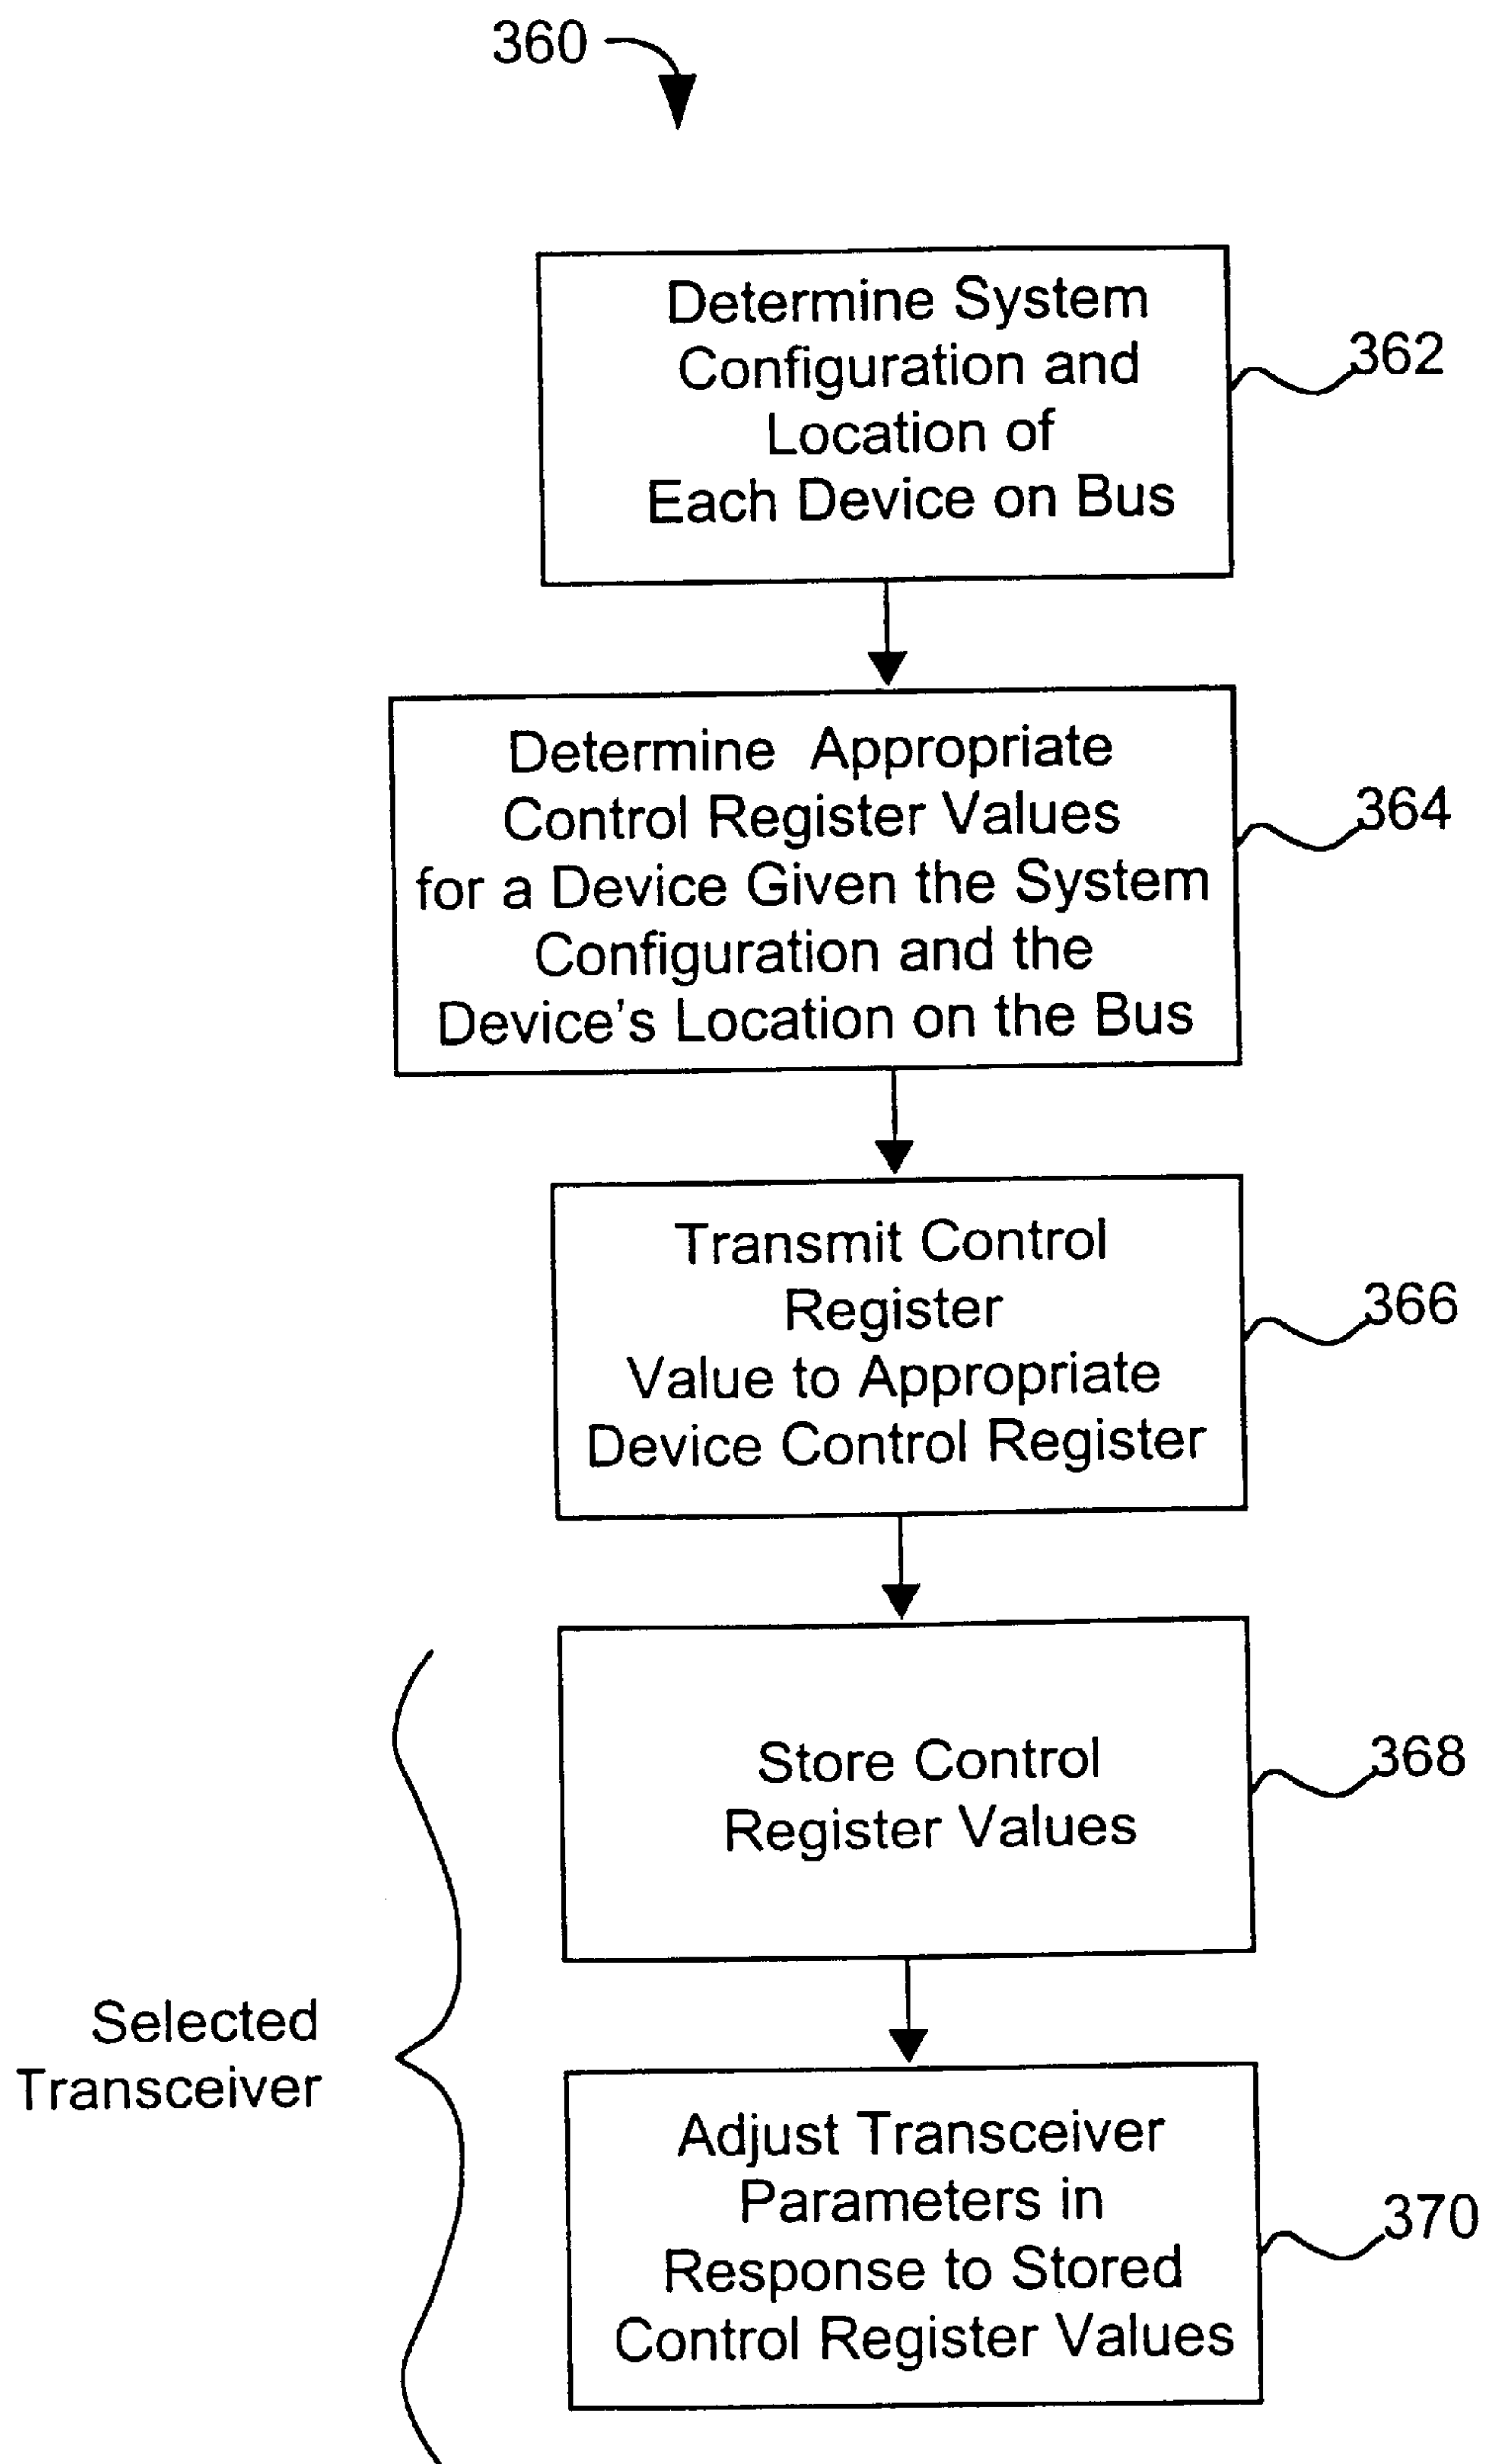 360
Determine System
Configuration and
Location of
Each Device on Bus
362
Determine Appropriate
Control Register Values
for a Device Given the System
Configuration and the
Device's Location on the Bus
364
Transmit Control
Register
Value to Appropriate
Device Control Register
366
Store Control
Register Values
368
Selected
Transceiver
Adjust Transceiver
Parameters in
Response to Stored
Control Register Values
370